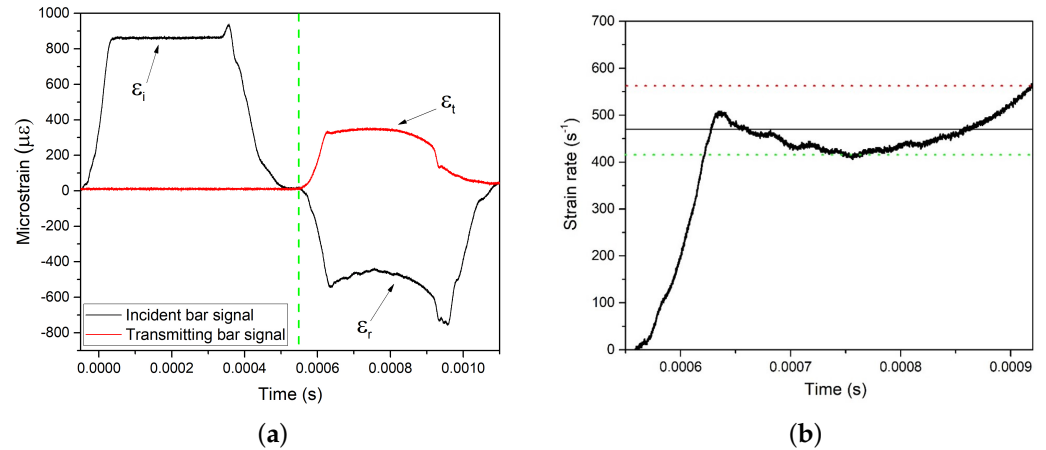 1000
800
600
400
200
0
-200
-400
-600
-800
Microstrain (με)
εi
εt
εr
Incident bar signal
Transmitting bar signal
0.0000 0.0002 0.0004 0.0006 0.0008 0.0010
Time (s)
(a)
700
600
500
400
300
200
100
0
Strain rate (s-1)
0.0006 0.0007 0.0008 0.0009
Time (s)
(b)